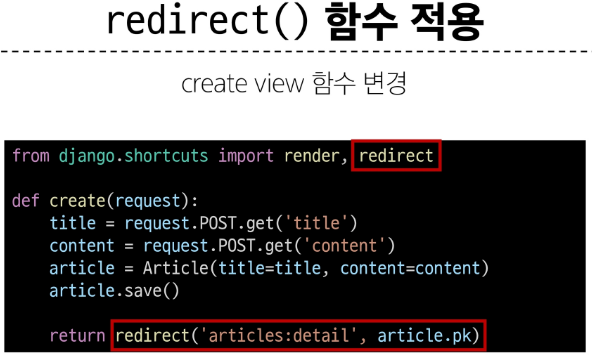 redirect() 함수 적용
create view 함수 변경
from django.shortcuts import render, redirect
def create(request):
    title = request.POST.get('title')
    content = request.POST.get('content')
    article = Article(title=title, content=content)
    article.save()
    return redirect('articles:detail', article.pk)